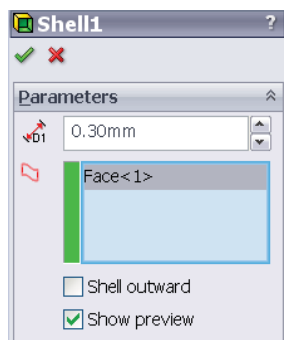 Shell1 ?
Parameters
D1 0.30mm
Face<1>
Shell outward
Show preview